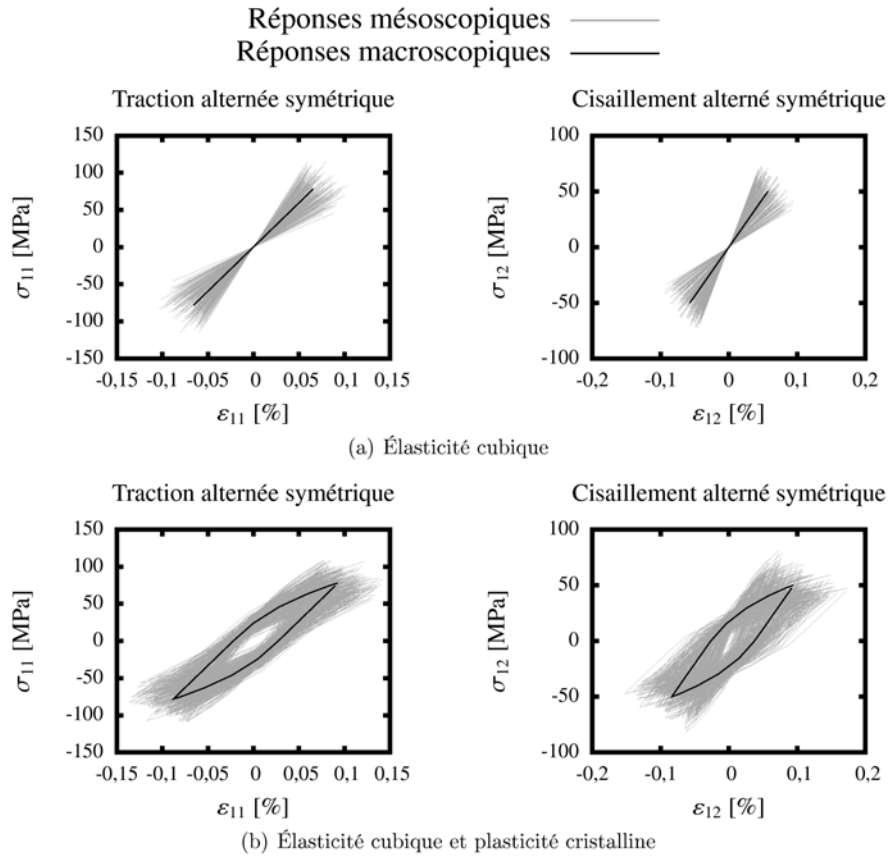 Réponses mésoscopiques
Réponses macroscopiques
Traction alternée symétrique
150
100
50
0
-50
-100
-150
-0,15 -0,1 -0,05 0 0,05 0,1 0,15
σ11 [MPa]
ε11 [%]
Cisaillement alterné symétrique
100
50
0
-50
-100
-0,2 -0,1 0 0,1 0,2
σ12 [MPa]
ε12 [%]
(a) Élasticité cubique
Traction alternée symétrique
150
100
50
0
-50
-100
-150
-0,15 -0,1 -0,05 0 0,05 0,1 0,15
σ11 [MPa]
ε11 [%]
Cisaillement alterné symétrique
100
50
0
-50
-100
-0,2 -0,1 0 0,1 0,2
σ12 [MPa]
ε12 [%]
(b) Élasticité cubique et plasticité cristalline